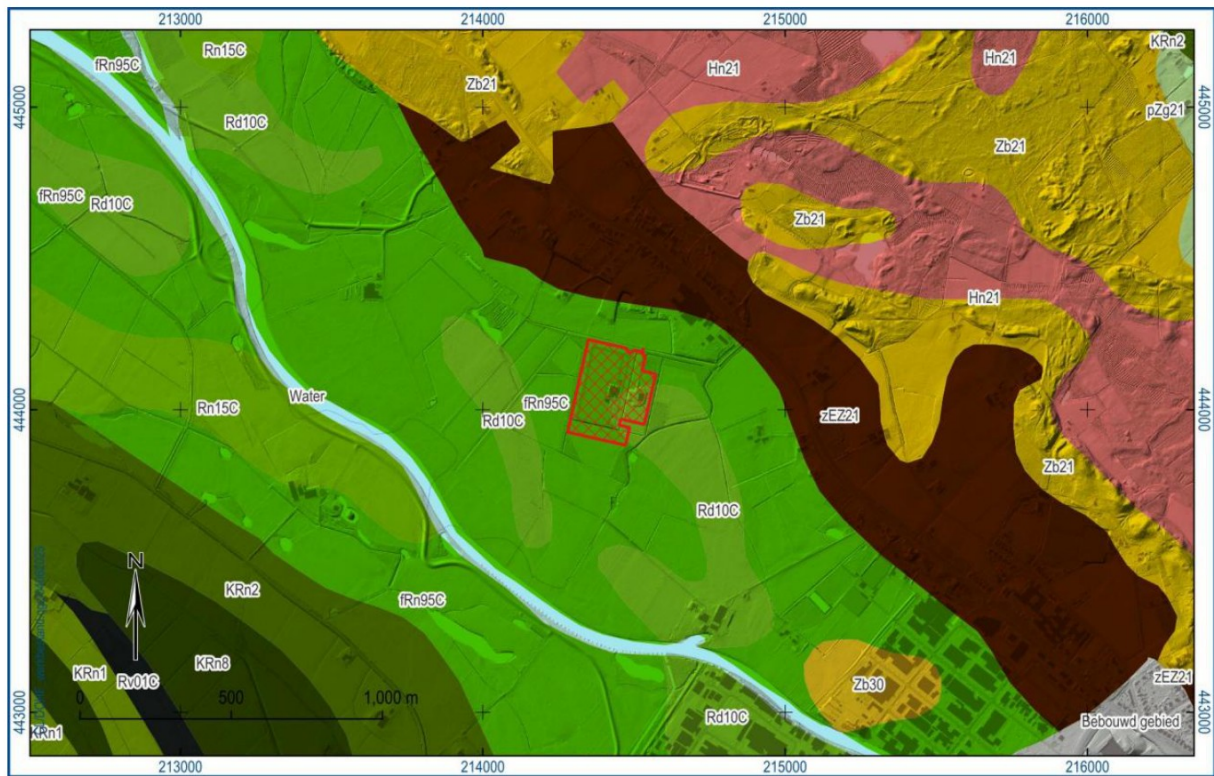 213000
214000
215000
216000
fRn95C
Rn15C
Hn21
Hn21
KRn2
Zb21
445000
445000
pZg21
Rd10C
Zb21
fRn95C
Rd10C
Zb21
Hn21
Water
Rn15C
fRn95C
Rd10C
444000
444000
zEZ21
Zb21
Rd10C
N
KRn2
fRn95C
KRn1
Rv01C
KRn8
0
500
1,000 m
Zb30
zEZ21
443000
443000
Rd10C
Bebouwd gebied
KRn1
213000
214000
215000
216000